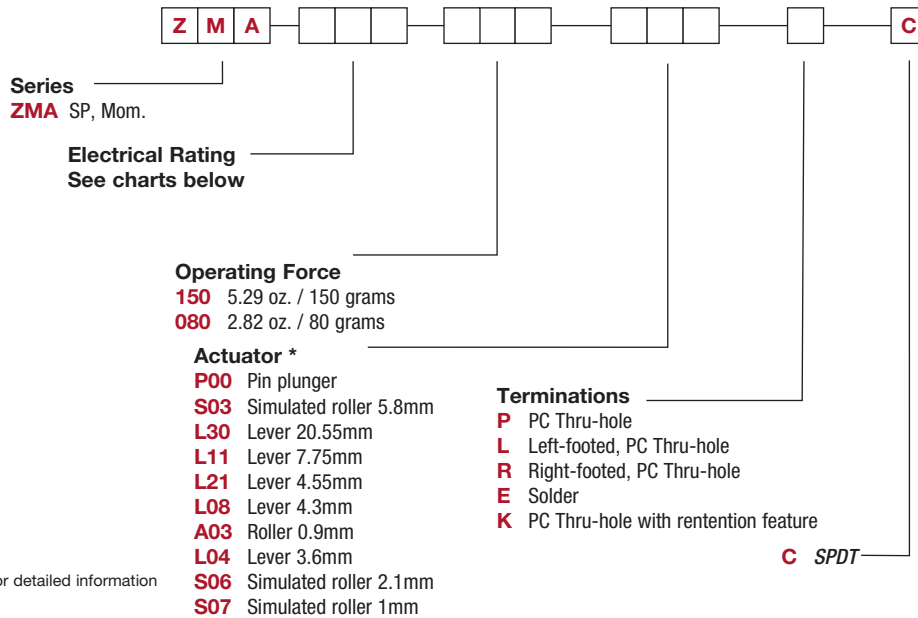 Z M A C
Series
ZMA SP, Mom.
Electrical Rating
See charts below
Operating Force
150 5.29 oz. / 150 grams
080 2.82 oz. / 80 grams
Actuator *
P00 Pin plunger
S03 Simulated roller 5.8mm
L30 Lever 20.55mm
L11 Lever 7.75mm
L21 Lever 4.55mm
L08 Lever 4.3mm
A03 Roller 0.9mm
L04 Lever 3.6mm
S06 Simulated roller 2.1mm
S07 Simulated roller 1mm
Terminations
P PC Thru-hole
L Left-footed, PC Thru-hole
R Right-footed, PC Thru-hole
E Solder
K PC Thru-hole with rentention feature
C SPDT
detailed information